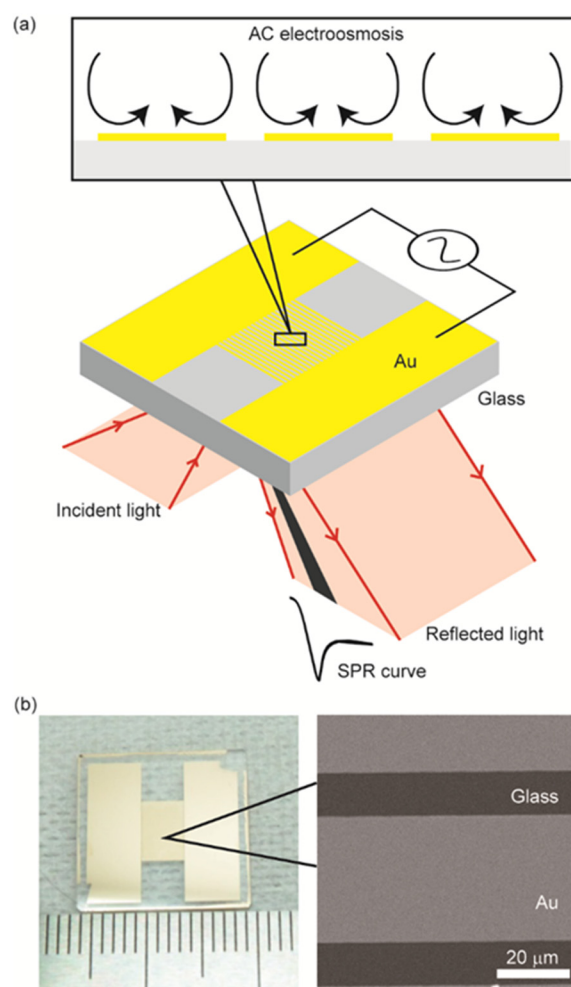 (a)
AC electroosmosis
Au
Glass
Incident light
Reflected light
SPR curve
(b)
Glass
Au
20 μm